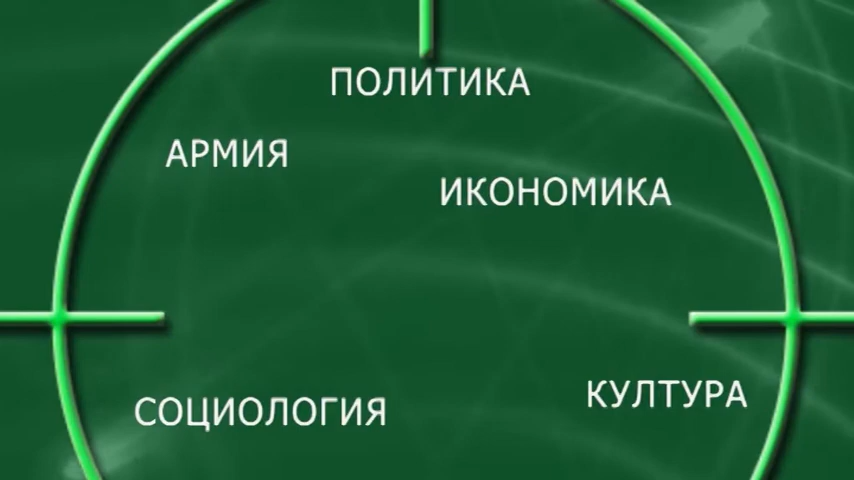 ПОЛИТИКА
АРМИЯ
ИКОНОМИКА
КУЛТУРА
СОЦИОЛОГИЯ